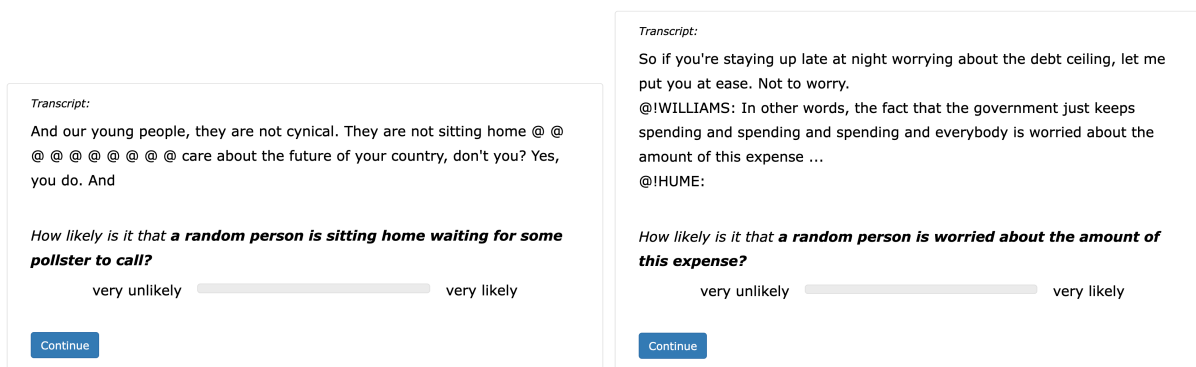 Transcript:
And our young people, they are not cynical. They are not sitting home @ @
@ @ @ @ @ @ @ @ care about the future of your country, don't you? Yes,
you do. And
How likely is it that a random person is sitting home waiting for some
pollster to call?
very unlikely very likely
Continue
Transcript:
So if you're staying up late at night worrying about the debt ceiling, let me
put you at ease. Not to worry.
@!WILLIAMS: In other words, the fact that the government just keeps
spending and spending and spending and everybody is worried about the
amount of this expense ...
@!HUME:
How likely is it that a random person is worried about the amount of
this expense?
very unlikely very likely
Continue